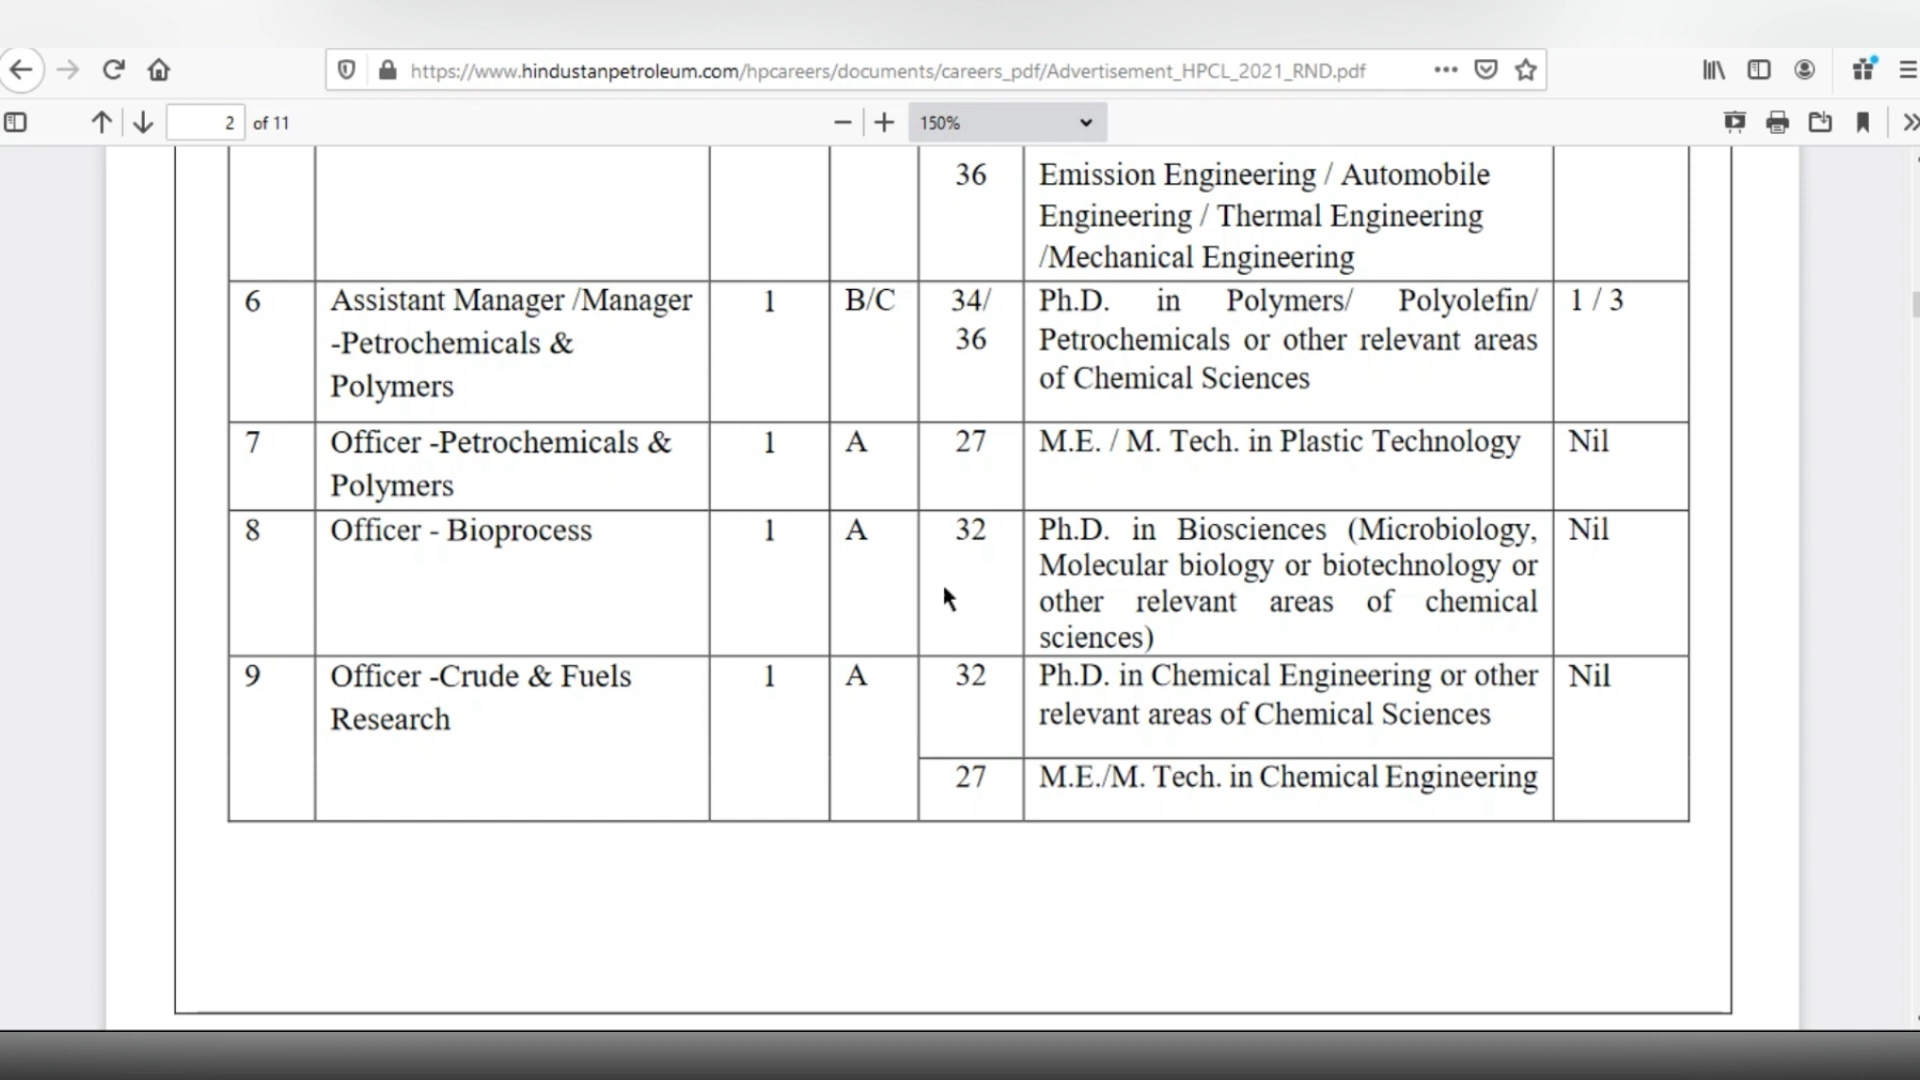 https://www.hindustanpetroleum.com/hpcareers/documents/careers_pdf/Advertisement_HPCL_2021_RND.pdf
2 of 11
150%
36 Emission Engineering / Automobile
Engineering / Thermal Engineering
/Mechanical Engineering
6 Assistant Manager /Manager 1 B/C 34/ Ph.D. in Polymers/ Polyolefin/ 1 / 3
-Petrochemicals & 36 Petrochemicals or other relevant areas
Polymers of Chemical Sciences
7 Officer -Petrochemicals & 1 A 27 M.E. / M. Tech. in Plastic Technology Nil
Polymers
8 Officer - Bioprocess 1 A 32 Ph.D. in Biosciences (Microbiology, Nil
Molecular biology or biotechnology or
other relevant areas of chemical
sciences)
9 Officer -Crude & Fuels 1 A 32 Ph.D. in Chemical Engineering or other Nil
Research relevant areas of Chemical Sciences
27 M.E./M. Tech. in Chemical Engineering